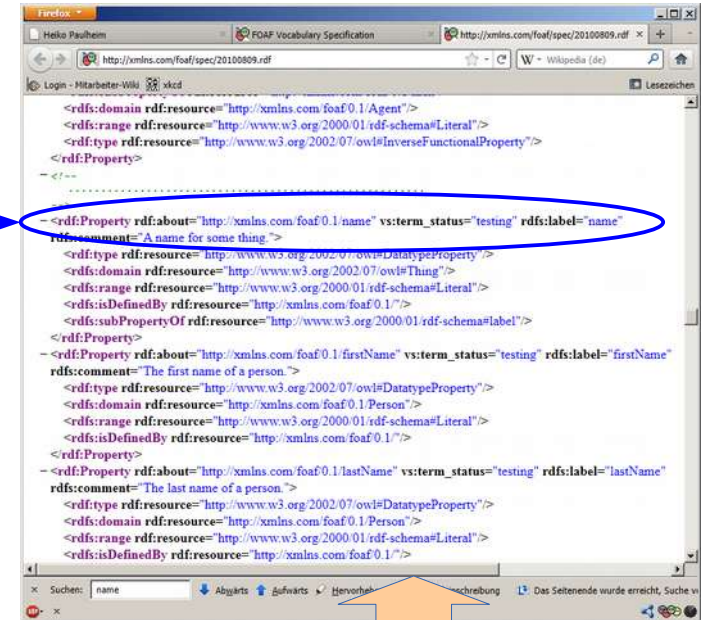 Firefox
Heiko Paulheim
FOAF Vocabulary Specification
http://xmlns.com/foaf/spec/20100809.rdf
http://xmlns.com/foaf/spec/20100809.rdf
W - Wikipedia (de)
Login - Mitarbeiter-Wiki
xkcd
Lesezeichen
<rdfs:domain rdf:resource="http://xmlns.com/foaf/0.1/Agent"/>
<rdfs:range rdf:resource="http://www.w3.org/2000/01/rdf-schema#Literal"/>
<rdf:type rdf:resource="http://www.w3.org/2002/07/owl#InverseFunctionalProperty"/>
</rdf:Property>
- <!--
- <rdf:Property rdf:about="http://xmlns.com/foaf/0.1/name" vs:term_status="testing" rdfs:label="name"
rdfs:comment="A name for some thing.">
<rdf:type rdf:resource="http://www.w3.org/2002/07/owl#DatatypeProperty"/>
<rdfs:domain rdf:resource="http://www.w3.org/2002/07/owl#Thing"/>
<rdfs:range rdf:resource="http://www.w3.org/2000/01/rdf-schema#Literal"/>
<rdfs:isDefinedBy rdf:resource="http://xmlns.com/foaf/0.1/"/>
<rdfs:subPropertyOf rdf:resource="http://www.w3.org/2000/01/rdf-schema#label"/>
</rdf:Property>
- <rdf:Property rdf:about="http://xmlns.com/foaf/0.1/firstName" vs:term_status="testing" rdfs:label="firstName"
rdfs:comment="The first name of a person.">
<rdf:type rdf:resource="http://www.w3.org/2002/07/owl#DatatypeProperty"/>
<rdfs:domain rdf:resource="http://xmlns.com/foaf/0.1/Person"/>
<rdfs:range rdf:resource="http://www.w3.org/2000/01/rdf-schema#Literal"/>
<rdfs:isDefinedBy rdf:resource="http://xmlns.com/foaf/0.1/"/>
</rdf:Property>
- <rdf:Property rdf:about="http://xmlns.com/foaf/0.1/lastName" vs:term_status="testing" rdfs:label="lastName"
rdfs:comment="The last name of a person.">
<rdf:type rdf:resource="http://www.w3.org/2002/07/owl#DatatypeProperty"/>
<rdfs:domain rdf:resource="http://xmlns.com/foaf/0.1/Person"/>
<rdfs:range rdf:resource="http://www.w3.org/2000/01/rdf-schema#Literal"/>
<rdfs:isDefinedBy rdf:resource="http://xmlns.com/foaf/0.1/"/>
× Suchen: name Abwärts Aufwärts Das Seitenende wurde erreicht, Suche